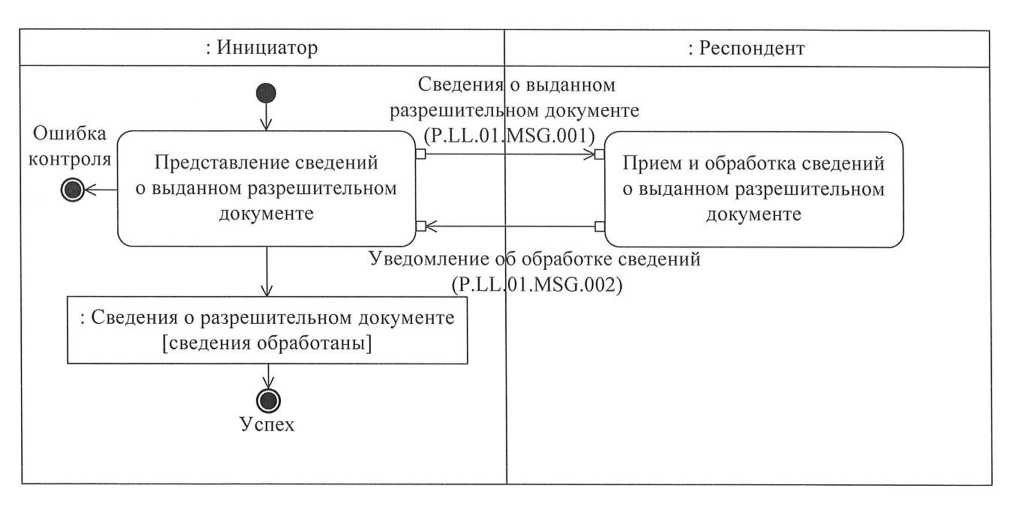 : Инициатор
: Респондент
Сведения о выданном
разрешительном документе
(P.LL.01.MSG.001)
Ошибка
контроля
Представление сведений
о выданном разрешительном
документе
Прием и обработка сведений
о выданном разрешительном
документе
Уведомление об обработке сведений
(P.LL.01.MSG.002)
: Сведения о разрешительном документе
[сведения обработаны]
Успех